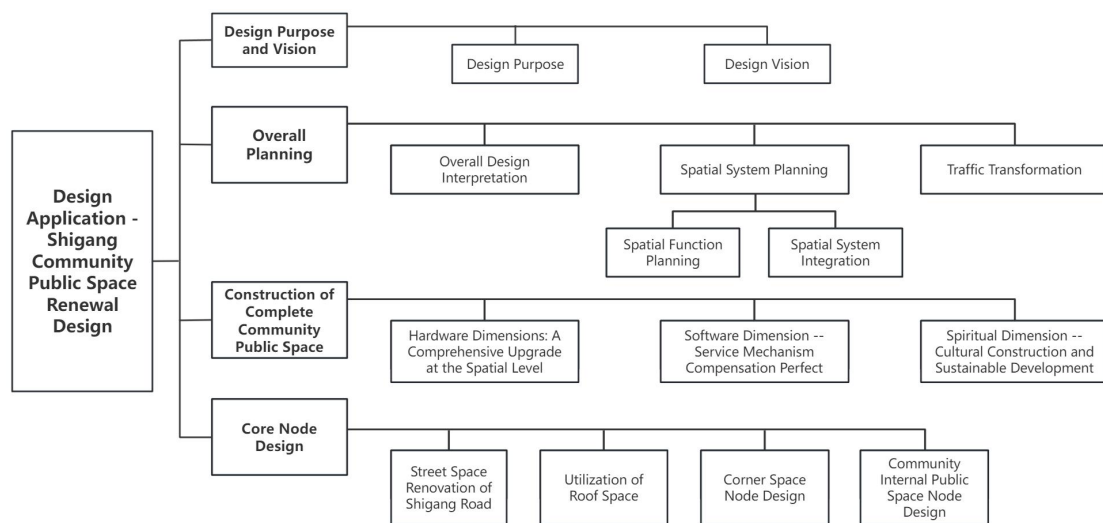 Design
Application -
Shigang
Community
Public Space
Renewal
Design
Design Purpose
and Vision
Design Purpose
Design Vision
Overall
Planning
Overall Design
Interpretation
Spatial System Planning
Traffic Transformation
Spatial Function
Planning
Spatial System
Integration
Construction of
Complete
Community
Public Space
Hardware Dimensions: A
Comprehensive Upgrade
at the Spatial Level
Software Dimension --
Service Mechanism
Compensation Perfect
Spiritual Dimension --
Cultural Construction and
Sustainable Development
Core Node
Design
Street Space
Renovation of
Shigang Road
Utilization of
Roof Space
Corner Space
Node Design
Community
Internal Public
Space Node
Design